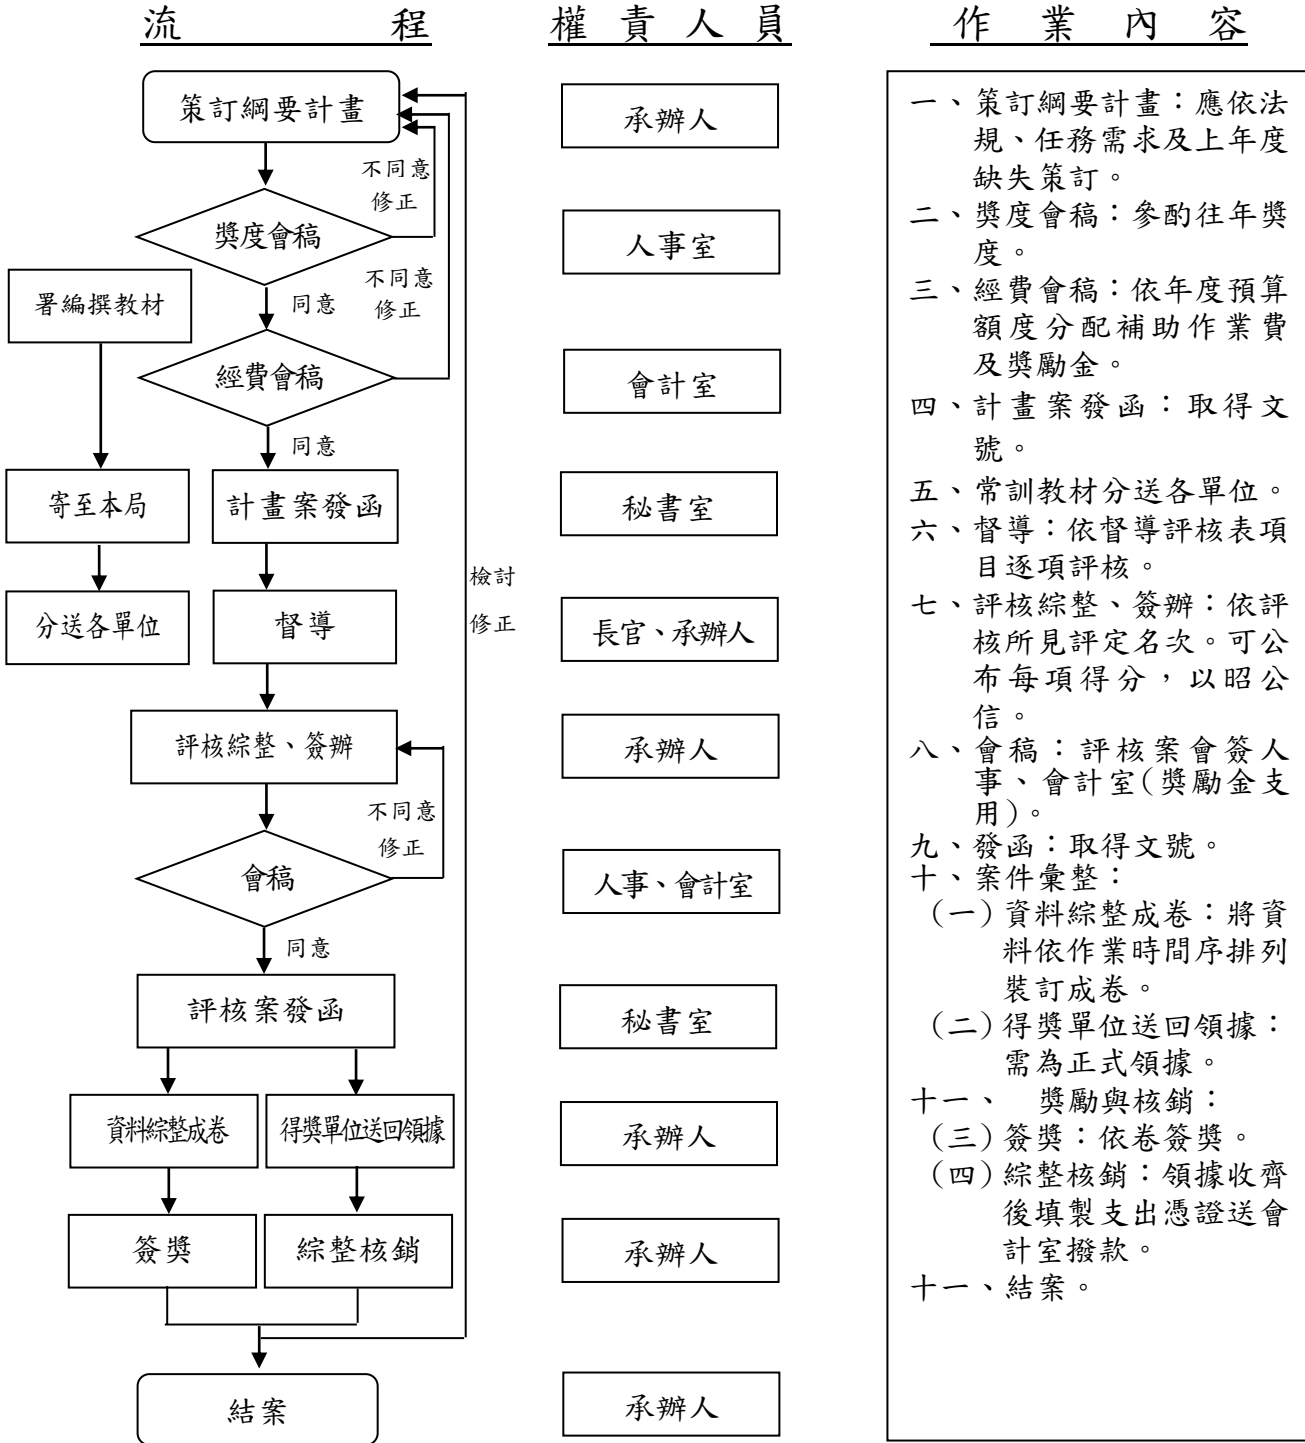 流程
權責人員
作業內容
策訂綱要計畫
不同意
修正
獎度會稿
不同意
修正
署編撰教材
同意
經費會稿
同意
寄至本局
計畫案發函
檢討
修正
分送各單位
督導
評核綜整、簽辦
不同意
修正
會稿
同意
評核案發函
資料綜整成卷
得獎單位送回領據
簽獎
綜整核銷
結案
承辦人
人事室
會計室
秘書室
長官、承辦人
承辦人
人事、會計室
秘書室
承辦人
承辦人
承辦人
一、策訂綱要計畫：應依法
規、任務需求及上年度
缺失策訂。
二、獎度會稿：參酌往年獎
度。
三、經費會稿：依年度預算
額度分配補助作業費
及獎勵金。
四、計畫案發函：取得文
號。
五、常訓教材分送各單位。
六、督導：依督導評核表項
目逐項評核。
七、評核綜整、簽辦：依評
核所見評定名次。可公
布每項得分，以昭公
信。
八、會稿：評核案會簽人
事、會計室(獎勵金支
用)。
九、發函：取得文號。
十、案件彙整：
(一)資料綜整成卷：將資
料依作業時間序排列
裝訂成卷。
(二)得獎單位送回領據：
需為正式領據。
十一、 獎勵與核銷：
(三)簽獎：依卷簽獎。
(四)綜整核銷：領據收齊
後填製支出憑證送會
計室撥款。
十一、結案。